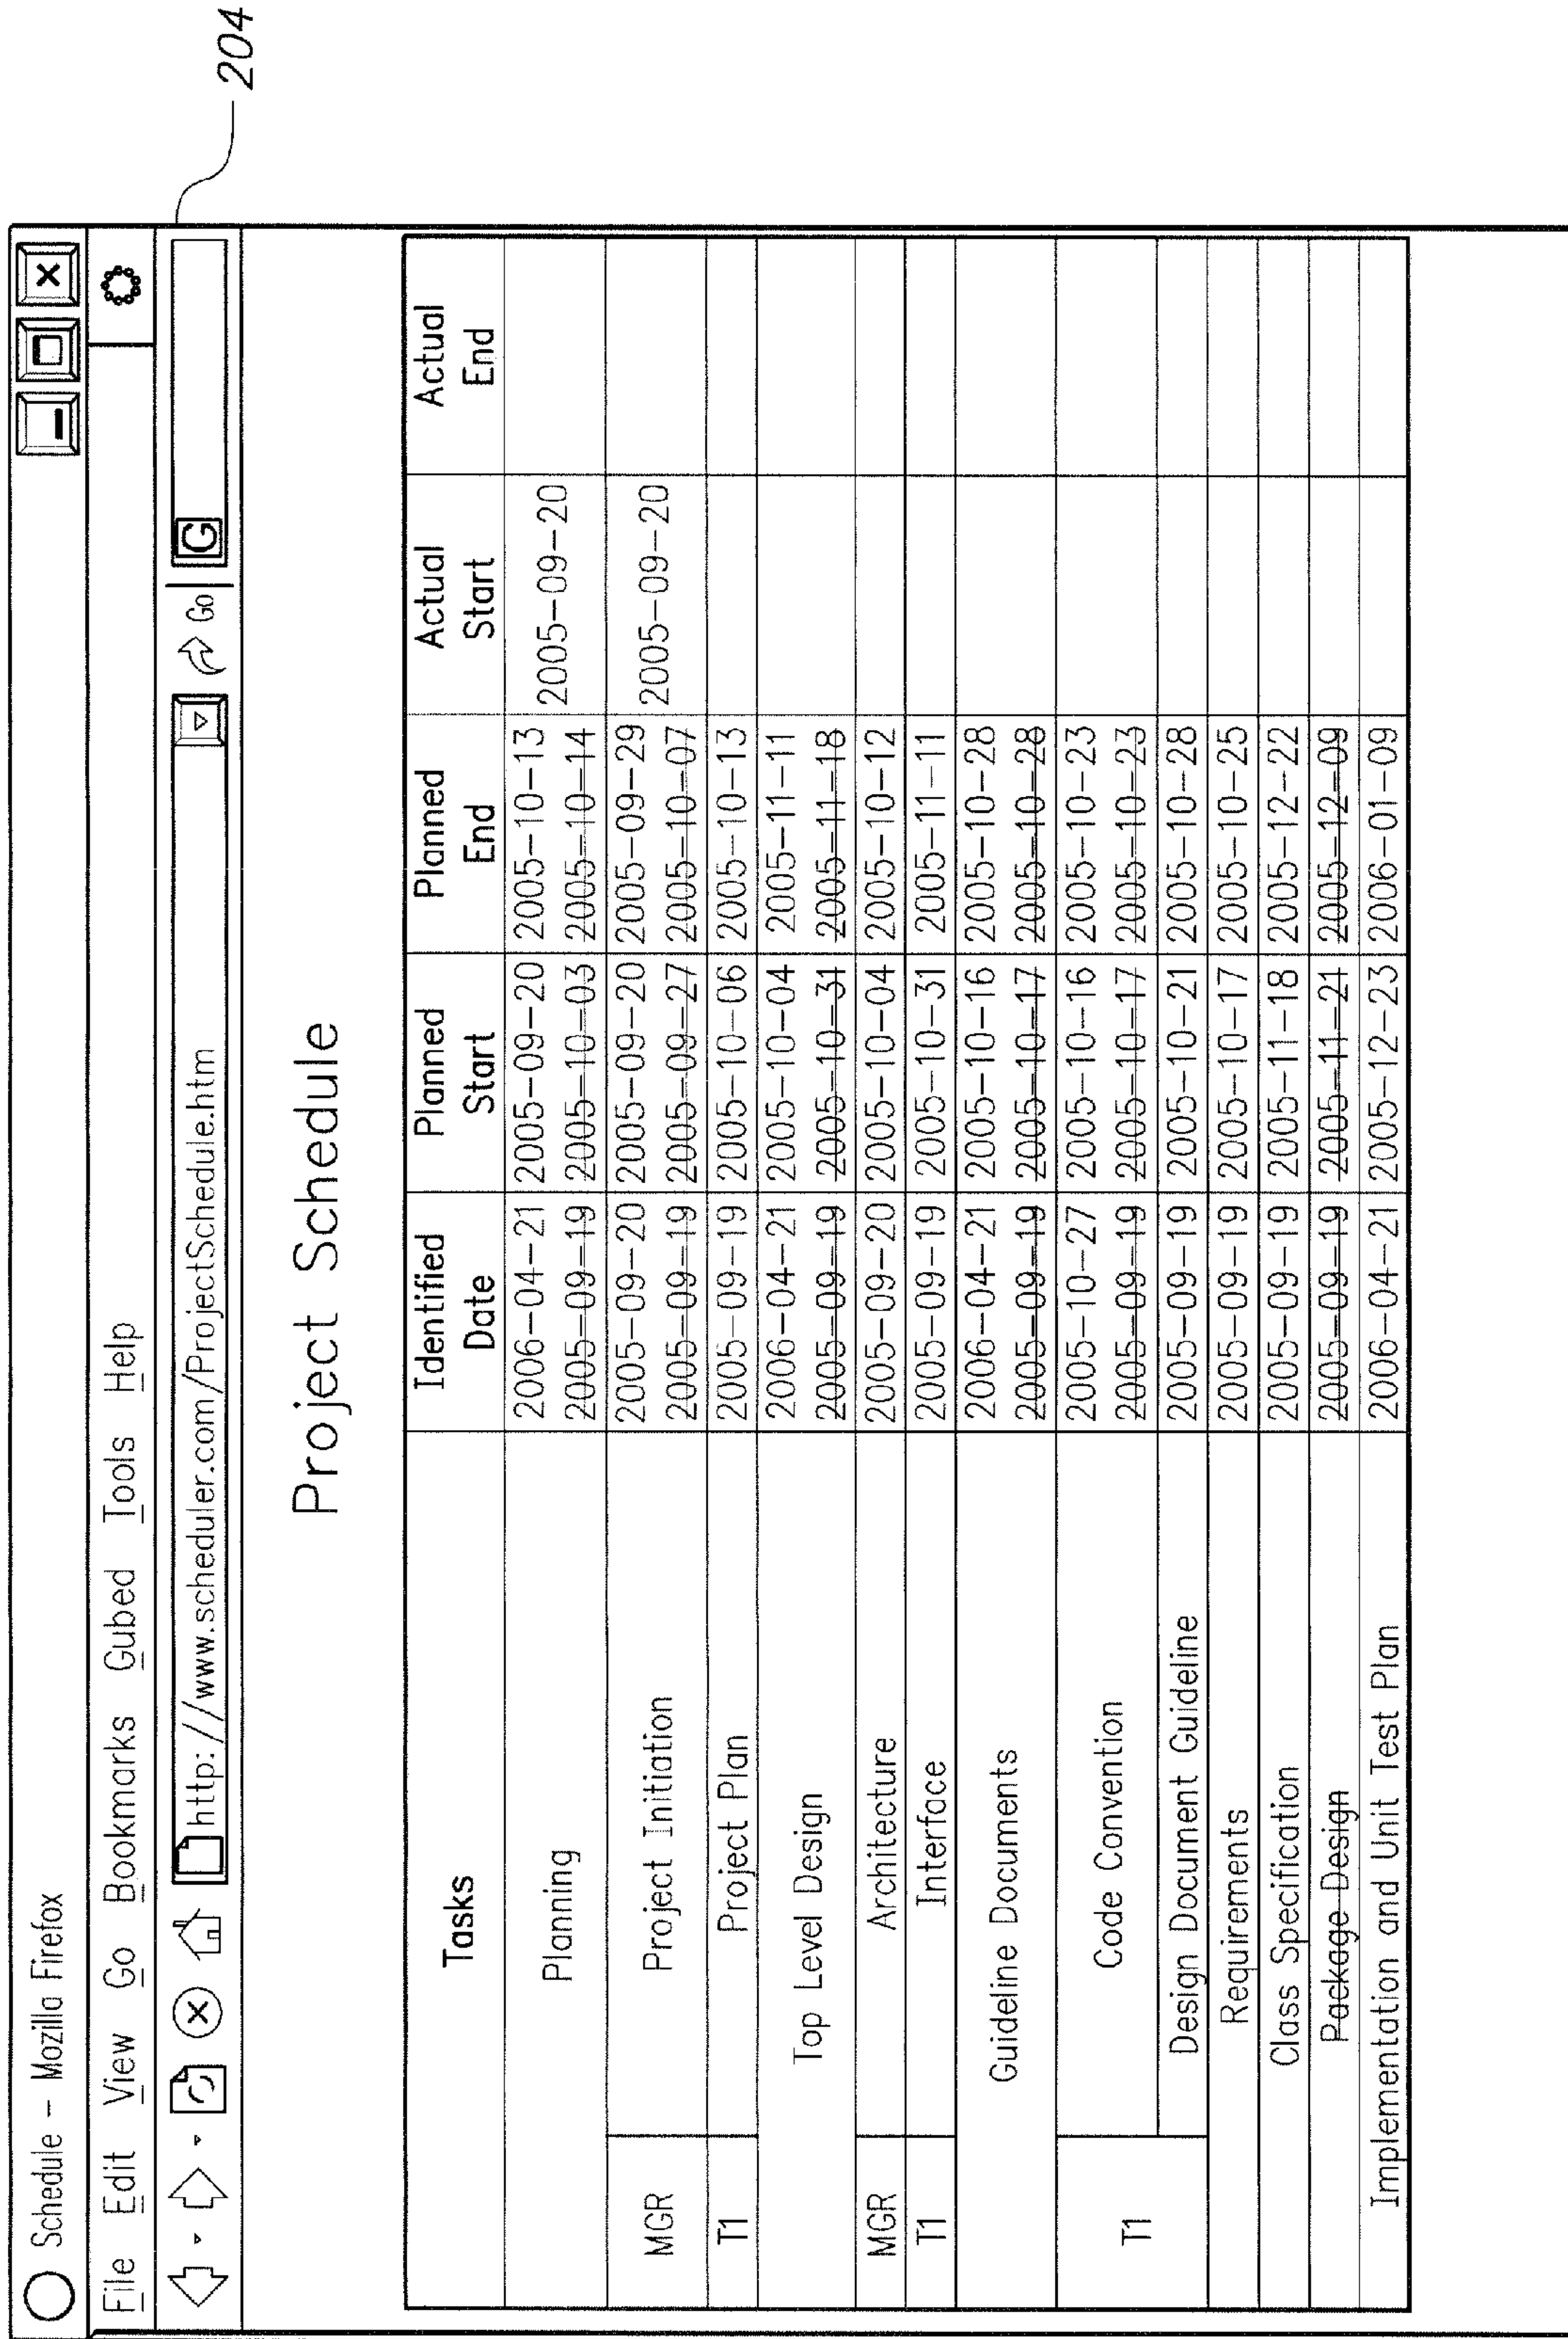 Schedule – Mozilla Firefox
File Edit View Go Bookmarks Gubed Tools Help
http://www.scheduler.com/ProjectSchedule.htm Go G
204
Project Schedule
Tasks Identified Date Planned Start Planned End Actual Start Actual End
Planning 2006–04–21 2005–09–20 2005–10–13 2005–09–20
2005–09–19 2005–10–03 2005–10–14
MGR Project Initiation 2005–09–20 2005–09–20 2005–09–29 2005–09–20
2005–09–19 2005–09–27 2005–10–07
T1 Project Plan 2005–09–19 2005–10–06 2005–10–13
Top Level Design 2006–04–21 2005–10–04 2005–11–11
2005–09–19 2005–10–31 2005–11–18
MGR Architecture 2005–09–20 2005–10–04 2005–10–12
T1 Interface 2005–09–19 2005–10–31 2005–11–11
Guideline Documents 2006–04–21 2005–10–16 2005–10–28
2005–09–19 2005–10–17 2005–10–28
T1 Code Convention 2005–10–27 2005–10–16 2005–10–23
2005–09–19 2005–10–17 2005–10–23
Design Document Guideline 2005–09–19 2005–10–21 2005–10–28
Requirements 2005–09–19 2005–10–17 2005–10–25
Class Specification 2005–09–19 2005–11–18 2005–12–22
Package Design 2005–09–19 2005–11–21 2005–12–09
Implementation and Unit Test Plan 2006–04–21 2005–12–23 2006–01–09